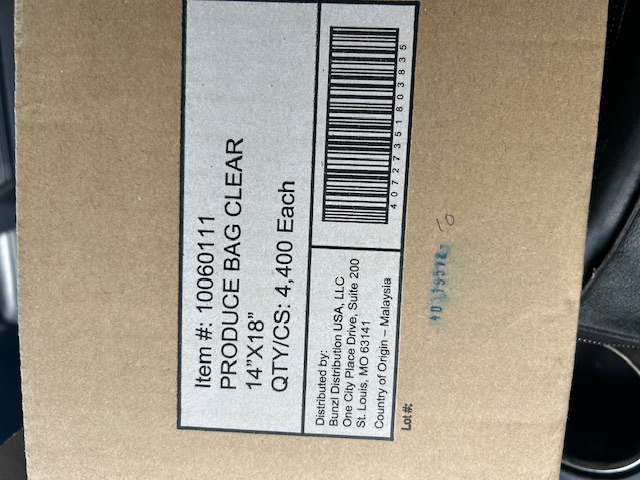 Item #: 10060111
PRODUCE BAG CLEAR
14”X18”
QTY/CS: 4,400 Each
Distributed by:
Bunzl Distribution USA, LLC
One City Place Drive, Suite 200
St. Louis, MO 63141
Country of Origin – Malaysia
4 0 7 2 7 3 5 1 8 0 3 8 3 5
Lot #: